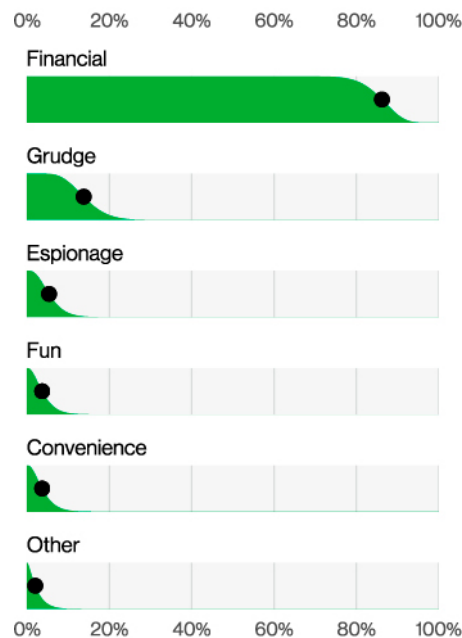 0% 20% 40% 60% 80% 100%
Financial
Grudge
Espionage
Fun
Convenience
Other
0% 20% 40% 60% 80% 100%